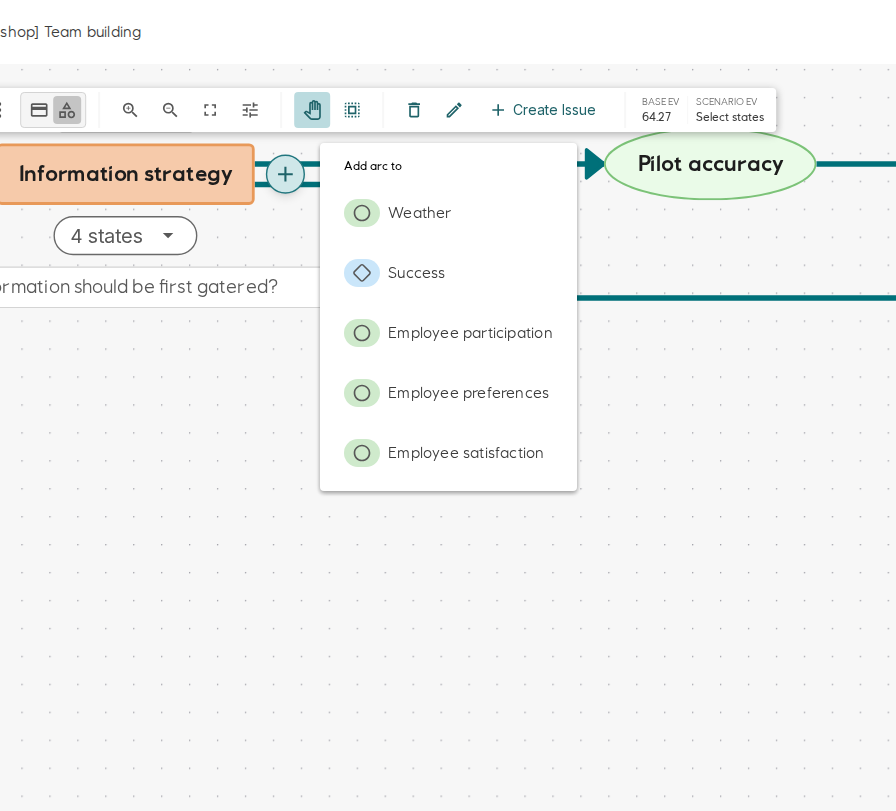 shop] Team building
Create Issue
BASE EV
64.27
SCENARIO EV
Select states
Information strategy
Add arc to
Pilot accuracy
4 states
Weather
Success
ormation should be first gatered?
Employee participation
Employee preferences
Employee satisfaction